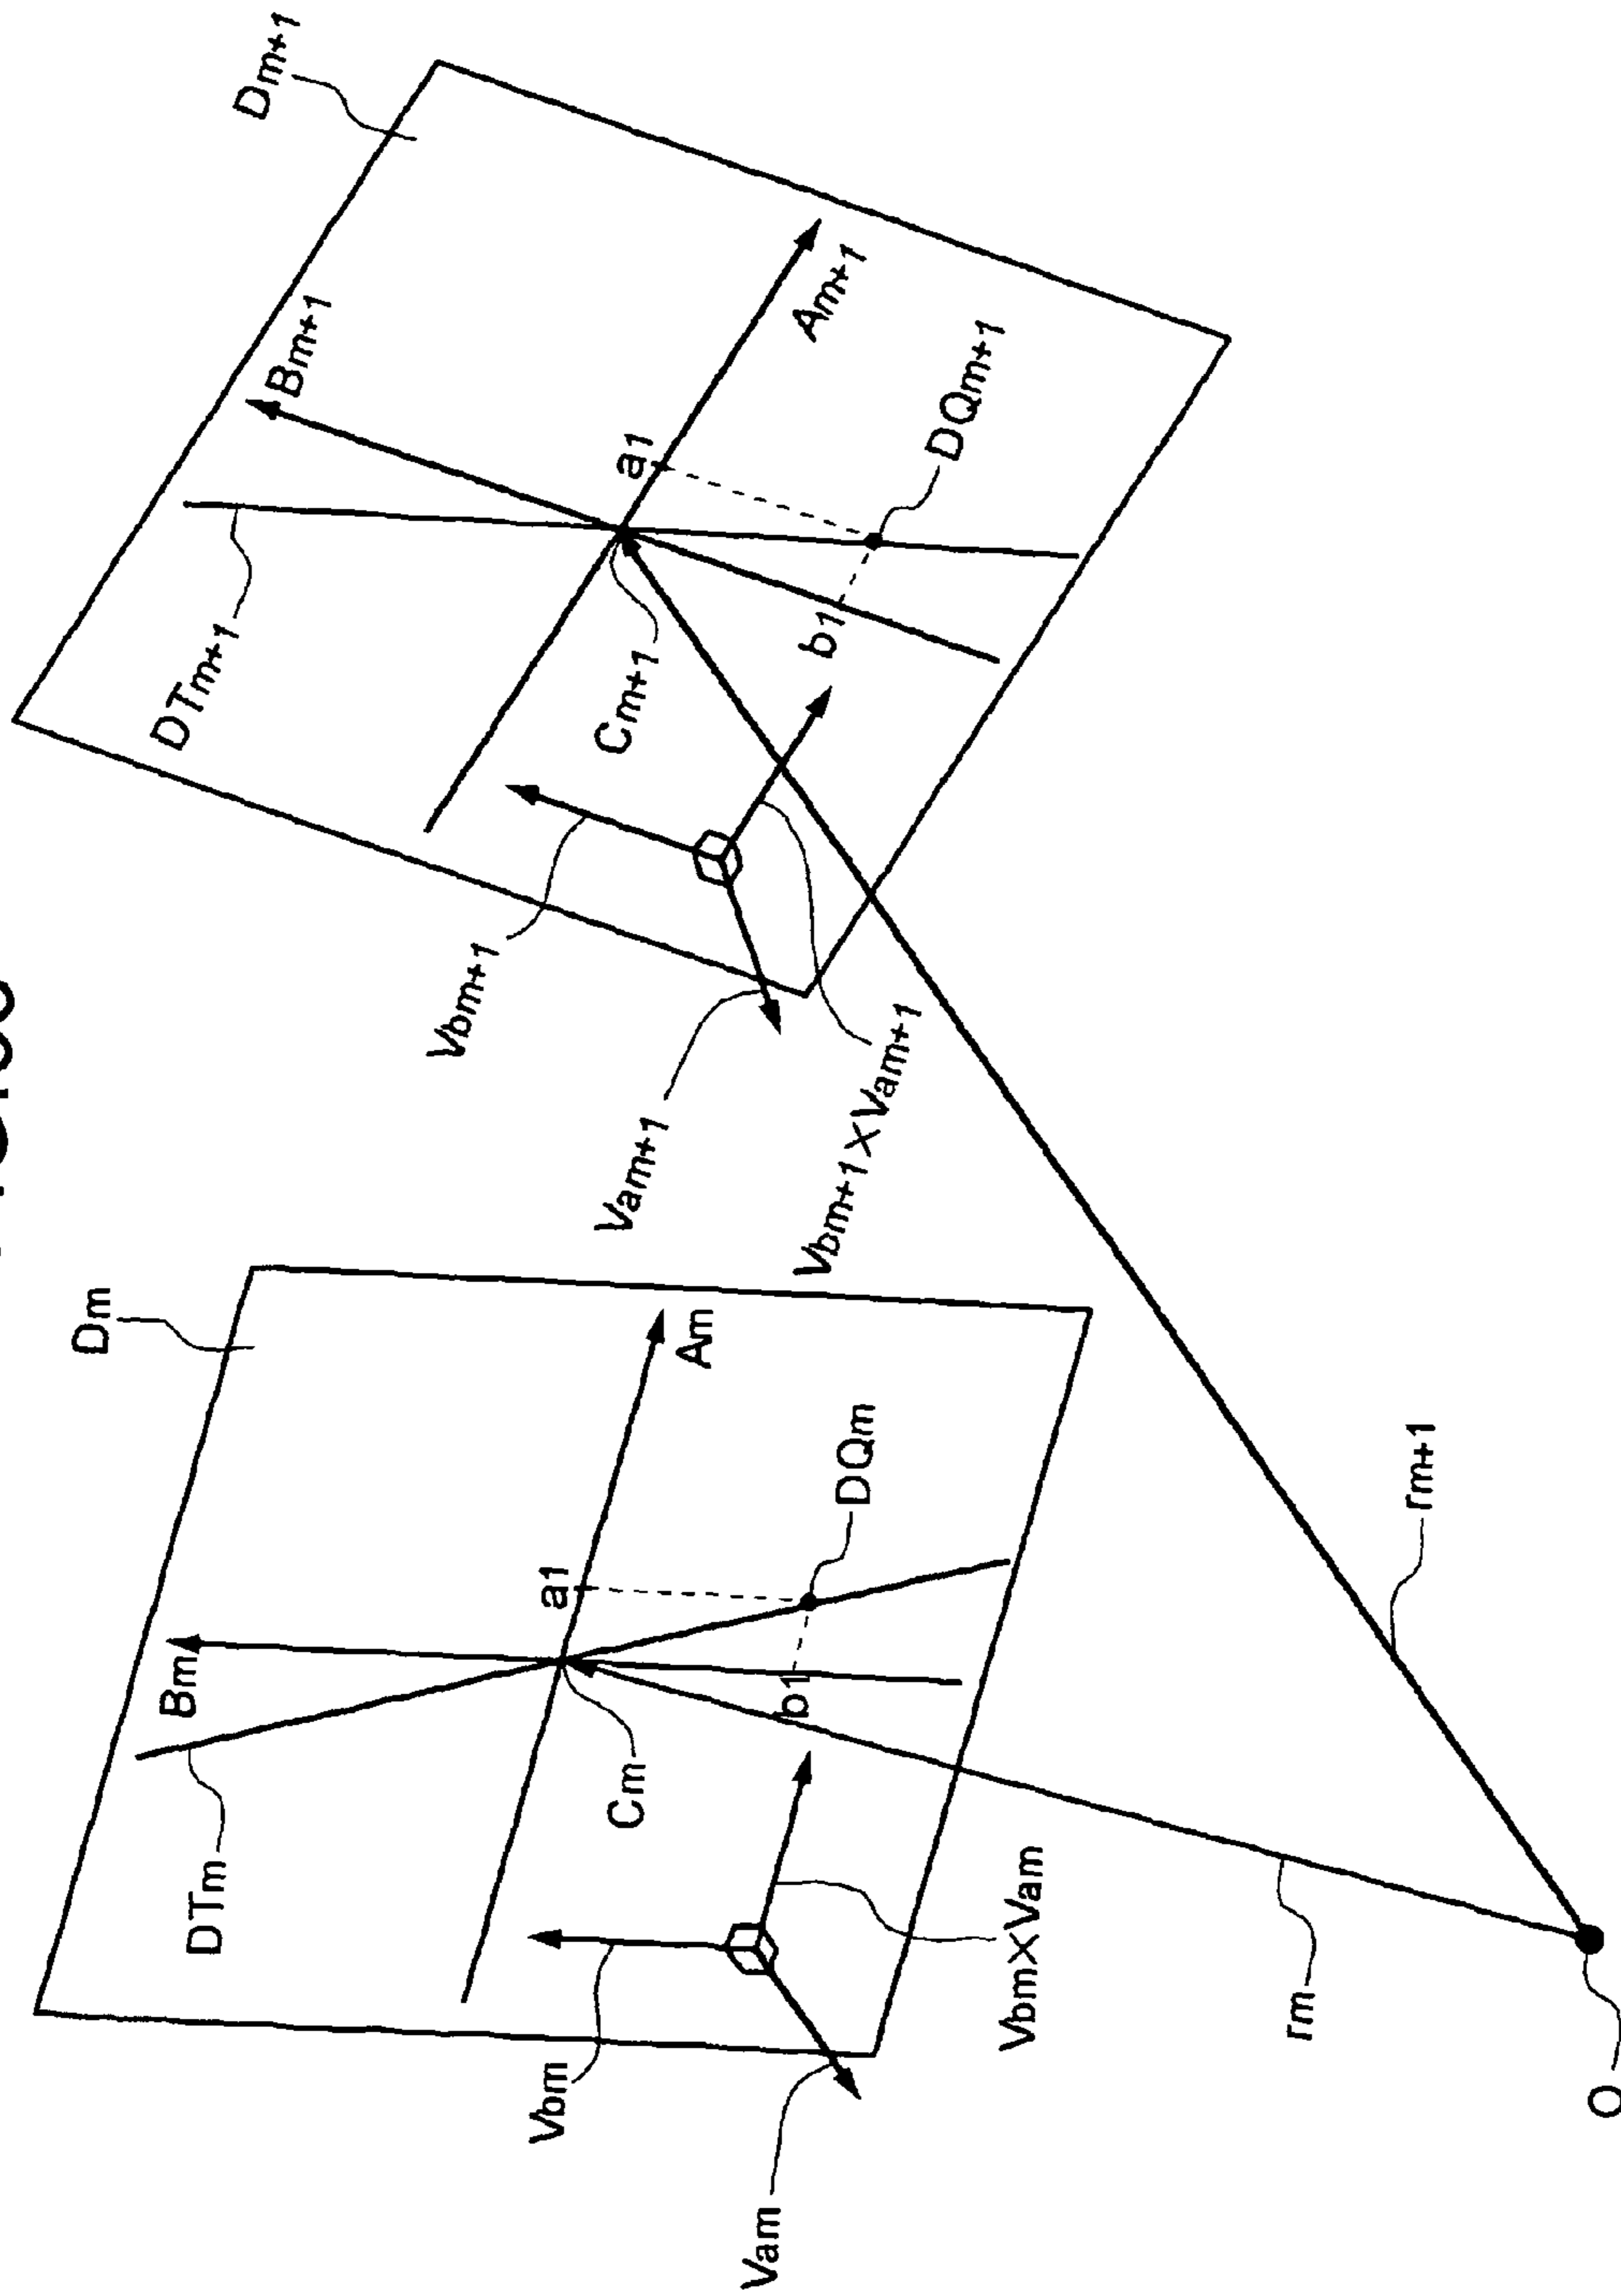 Dm
Dm+1
Bm
DTm
a1
Am
Cm
b1
DQm
Vbm
Vam
Vbm×Vam
rm
O
rm+1
Bm+1
DTm+1
a1
Am+1
Cm+1
b1
DQm+1
Vbm+1
Vam+1
Vbm+1×Vam+1